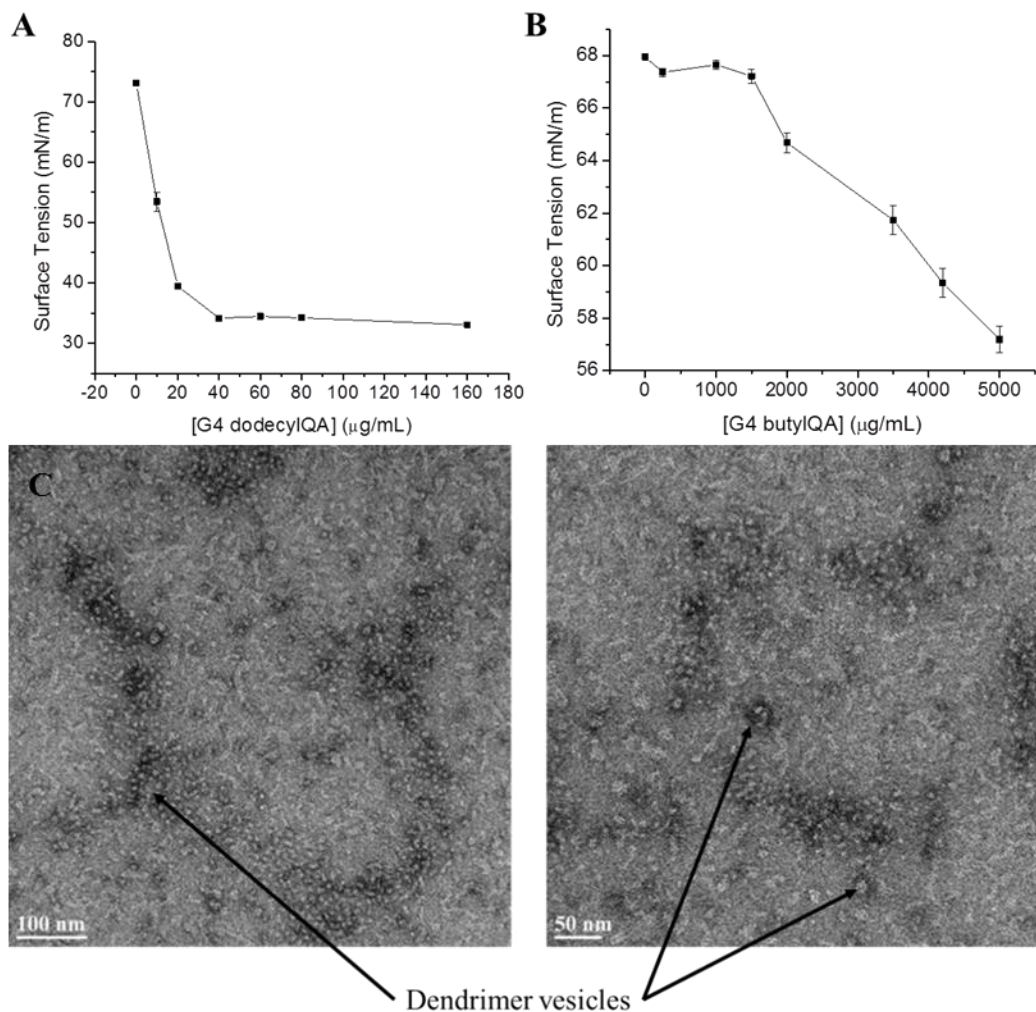 A
80
70
60
50
40
30
-20 0 20 40 60 80 100 120 140 160 180
Surface Tension (mN/m)
[G4 dodecylQA] (μg/mL)
B
68
66
64
62
60
58
56
0 1000 2000 3000 4000 5000
Surface Tension (mN/m)
[G4 butylQA] (μg/mL)
C
100 nm
50 nm
Dendrimer vesicles